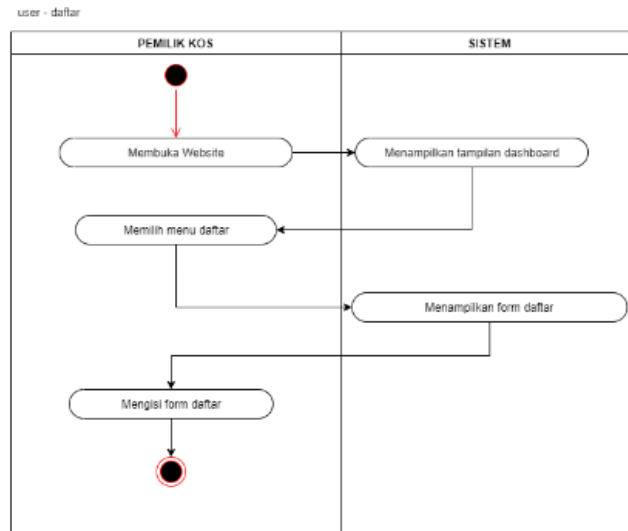 user - daftar
PEMILIK KOS
SISTEM
Membuka Website
Menampilkan tampilan dashboard
Memilih menu daftar
Menampilkan form daftar
Mengisi form daftar